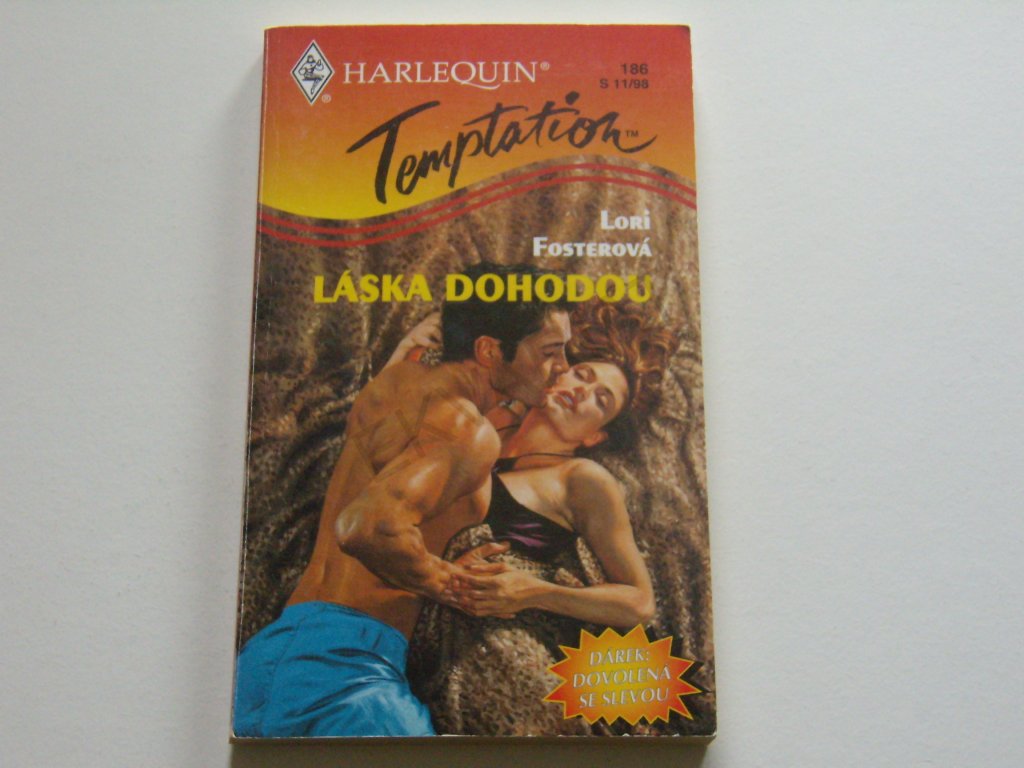 HARLEQUIN®
186
S 11/98
®
Temptation™
Lori
Fosterová
LÁSKA DOHODOU
DÁREK:
DOVOLENÁ
SE SLEVOU